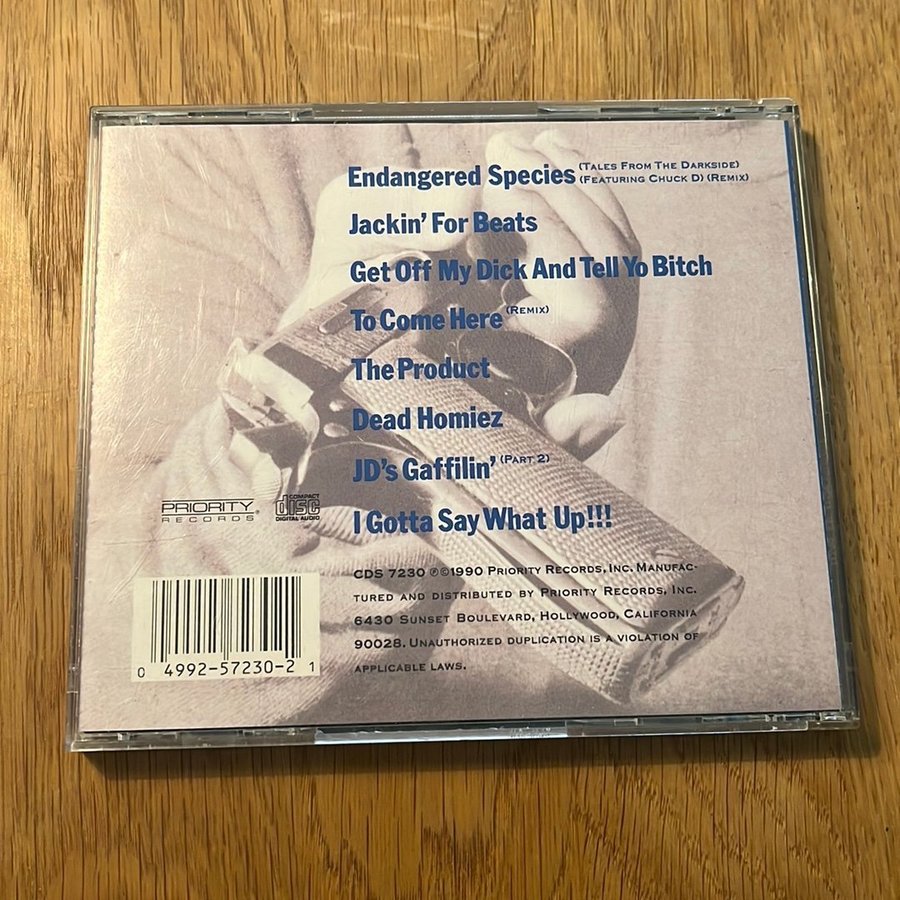 Endangered Species (Tales From The Darkside)
(Featuring Chuck D) (Remix)
Jackin' For Beats
Get Off My Dick And Tell Yo Bitch
To Come Here (Remix)
The Product
Dead Homiez
JD's Gaffilin' (Part 2)
I Gotta Say What Up!!!
PRIORITY
RECORDS®
COMPACT
disc
DIGITAL AUDIO
CDS 7230 ℗©1990 Priority Records, Inc. Manufac-
tured and distributed by Priority Records, Inc.
6430 Sunset Boulevard, Hollywood, California
90028. Unauthorized duplication is a violation of
applicable laws.
0 4992-57230-2 1